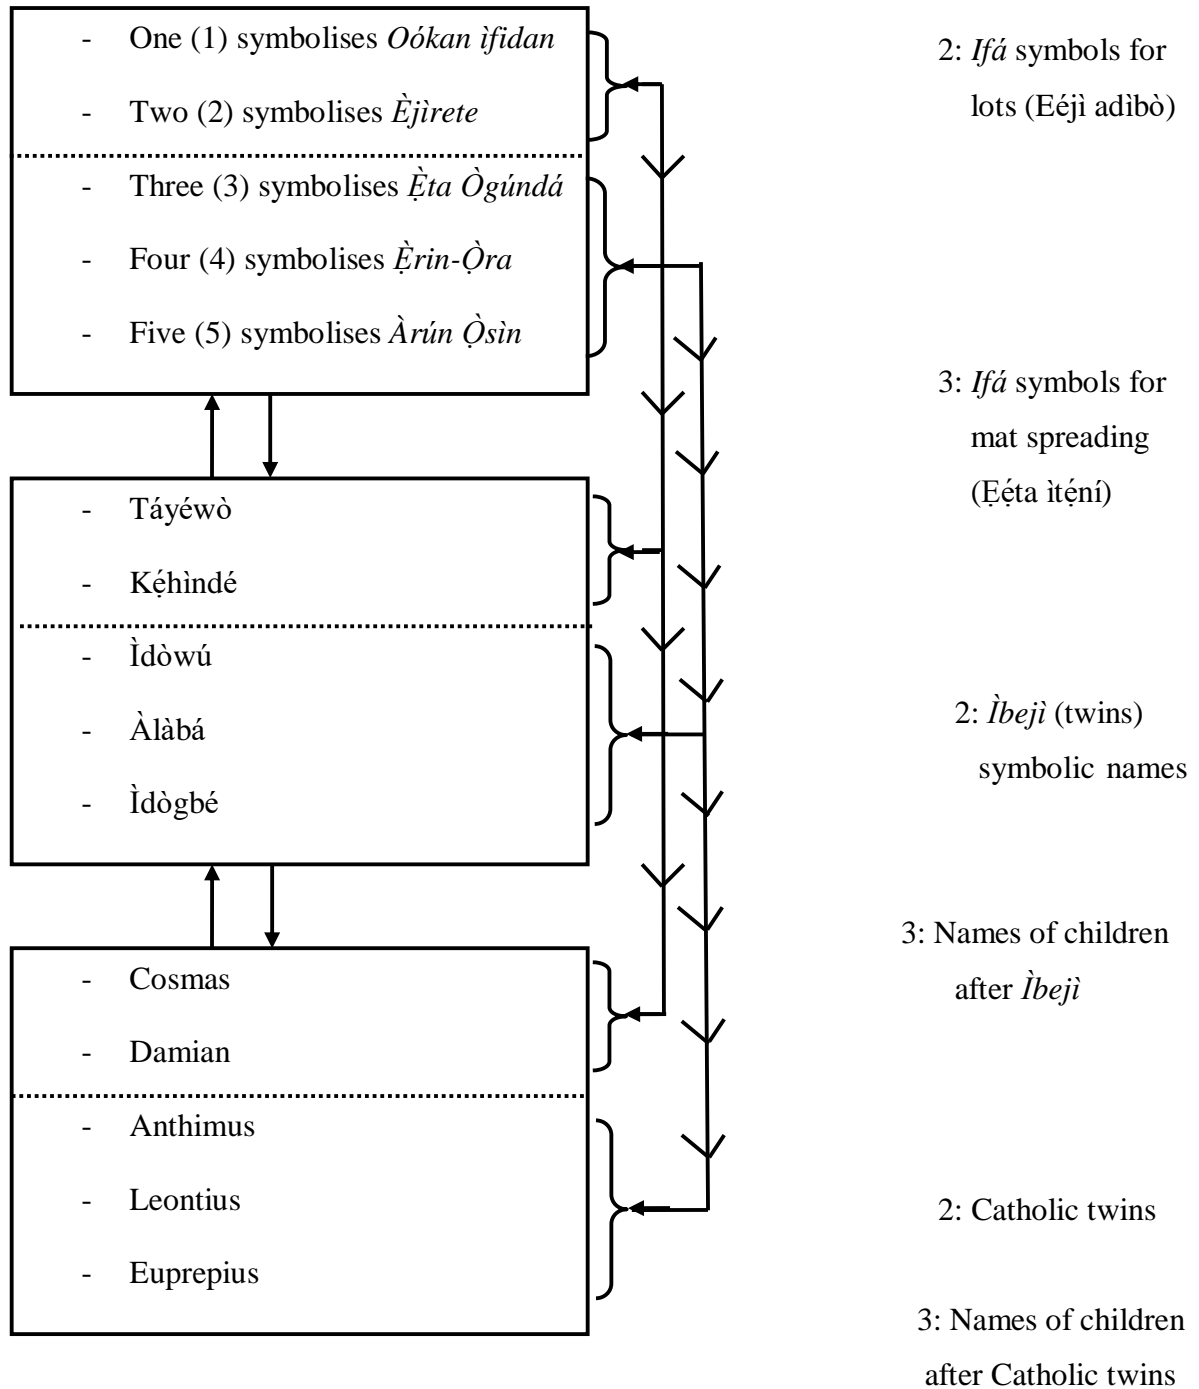 - One (1) symbolises Oókan ìfidan
- Two (2) symbolises Èjìrete
- Three (3) symbolises Ẹ̀ta Ògúndá
- Four (4) symbolises Ẹ̀rin-Ọ̀ra
- Five (5) symbolises Àrún Ọ̀sìn
- Táyéwò
- Kẹ́hìndé
- Ìdòwú
- Àlàbá
- Ìdògbé
- Cosmas
- Damian
- Anthimus
- Leontius
- Euprepius
2: Ifá symbols for
lots (Eéjì adìbò)
3: Ifá symbols for
mat spreading
(Ẹẹ́ta ìtẹ́ní)
2: Ìbejì (twins)
symbolic names
3: Names of children
after Ìbejì
2: Catholic twins
3: Names of children
after Catholic twins